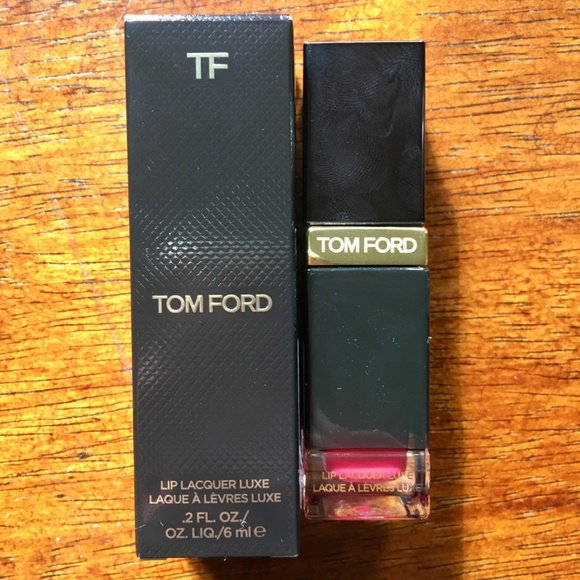 TF
TOM FORD
LIP LACQUER LUXE
LAQUE À LÈVRES LUXE
.2 FL. OZ./
OZ. LIQ./6 ml e
TOM FORD
LIP LACQUER LUXE
LAQUE À LÈVRES LUXE